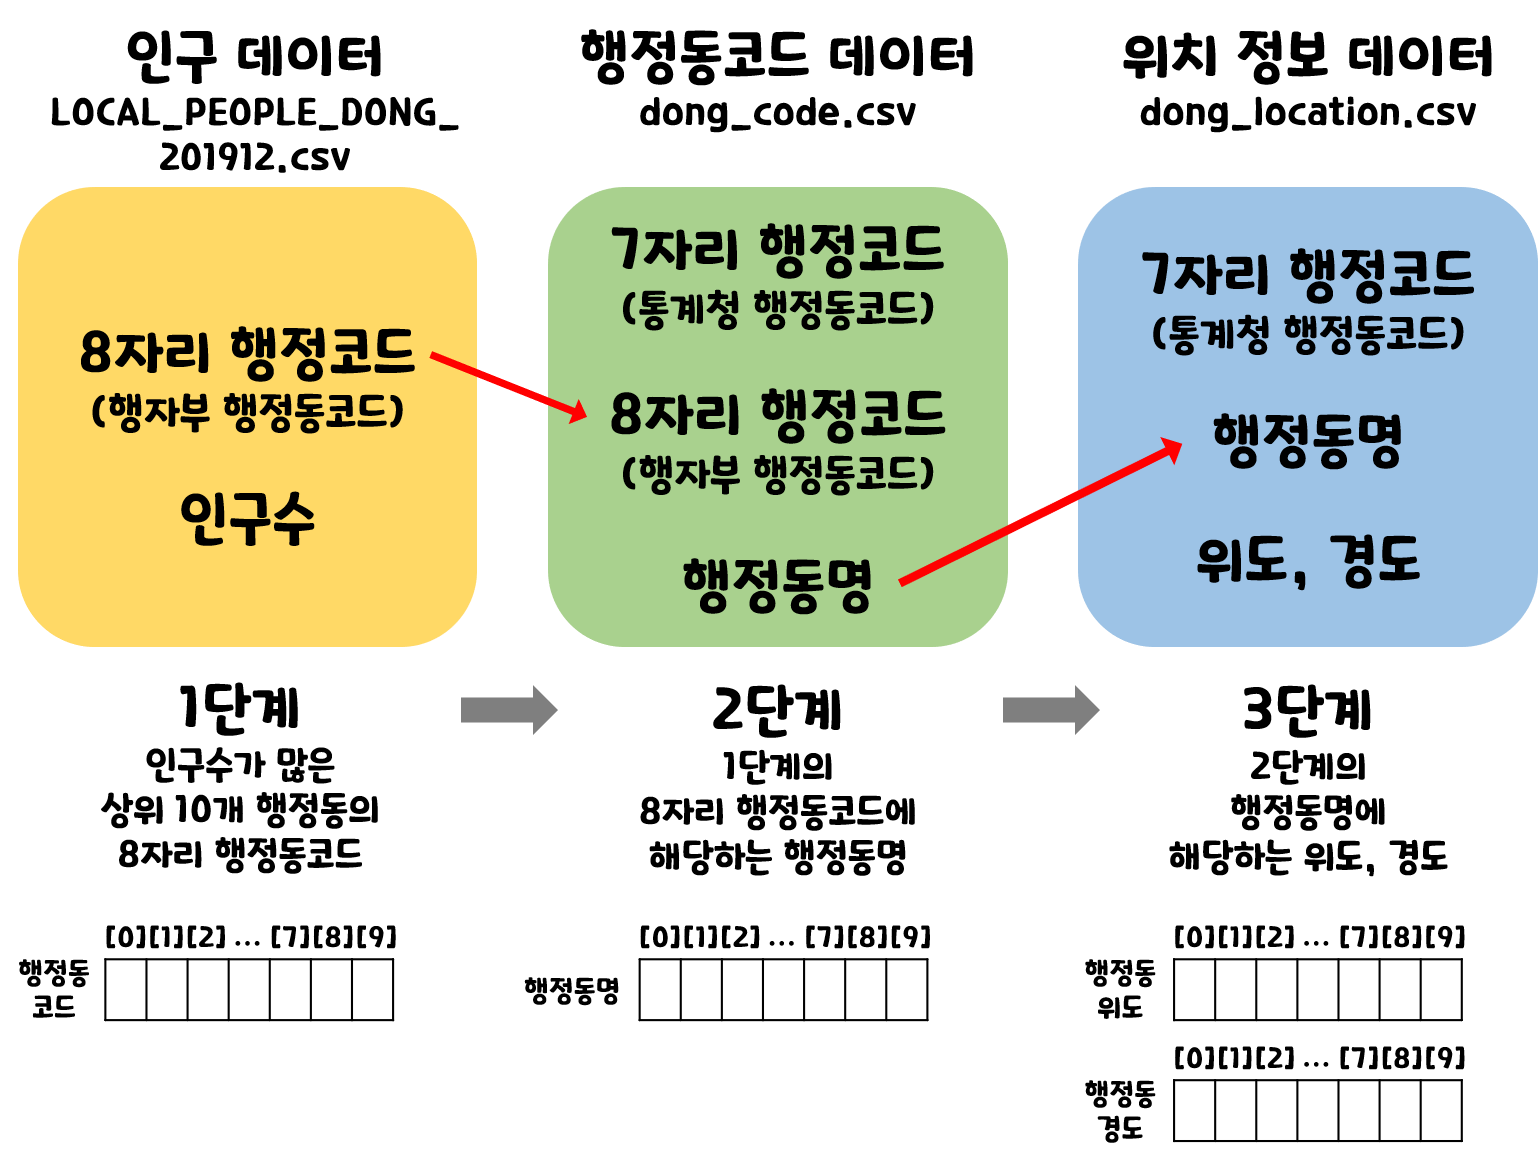 인구 데이터
LOCAL_PEOPLE_DONG_
201912.csv
8자리 행정코드
(행자부 행정동코드)
인구수
행정동코드 데이터
dong_code.csv
7자리 행정코드
(통계청 행정동코드)
8자리 행정코드
(행자부 행정동코드)
행정동명
위치 정보 데이터
dong_location.csv
7자리 행정코드
(통계청 행정동코드)
행정동명
위도, 경도
1단계
인구수가 많은
상위 10개 행정동의
8자리 행정동코드
[0][1][2] ... [7][8][9]
행정동
코드
2단계
1단계의
8자리 행정동코드에
해당하는 행정동명
[0][1][2] ... [7][8][9]
행정동명
3단계
2단계의
행정동명에
해당하는 위도, 경도
[0][1][2] ... [7][8][9]
행정동
위도
[0][1][2] ... [7][8][9]
행정동
경도